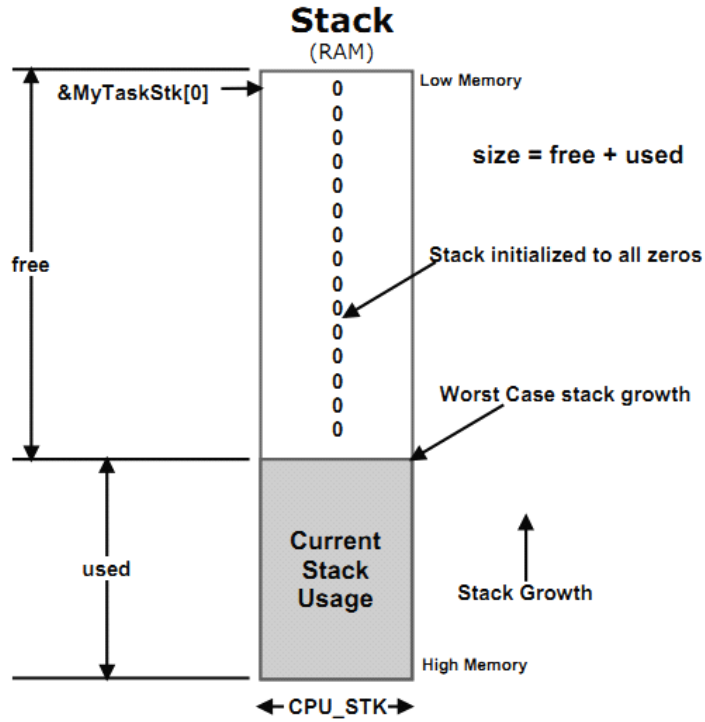 Stack
(RAM)
Low Memory
&MyTaskStk[0]
0
0
0
size = free + used
0
0
0
0
Stack initialized to all zeros
0
free
0
0
0
0
0
Worst Case stack growth
0
0
Current
Stack
Usage
used
Stack Growth
High Memory
CPU_STK